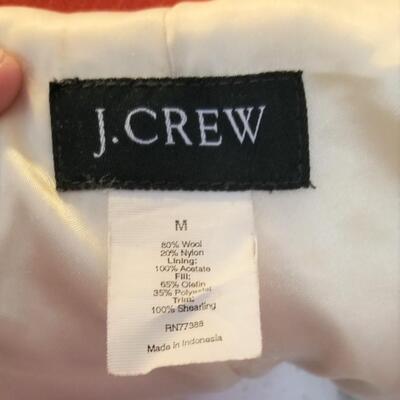 J.CREW
M
80% Wool
20% Nylon
Lining:
100% Acetate
Fill:
65% Olefin
35% Polyester
Trim:
100% Shearling
RN77388
Made in Indonesia